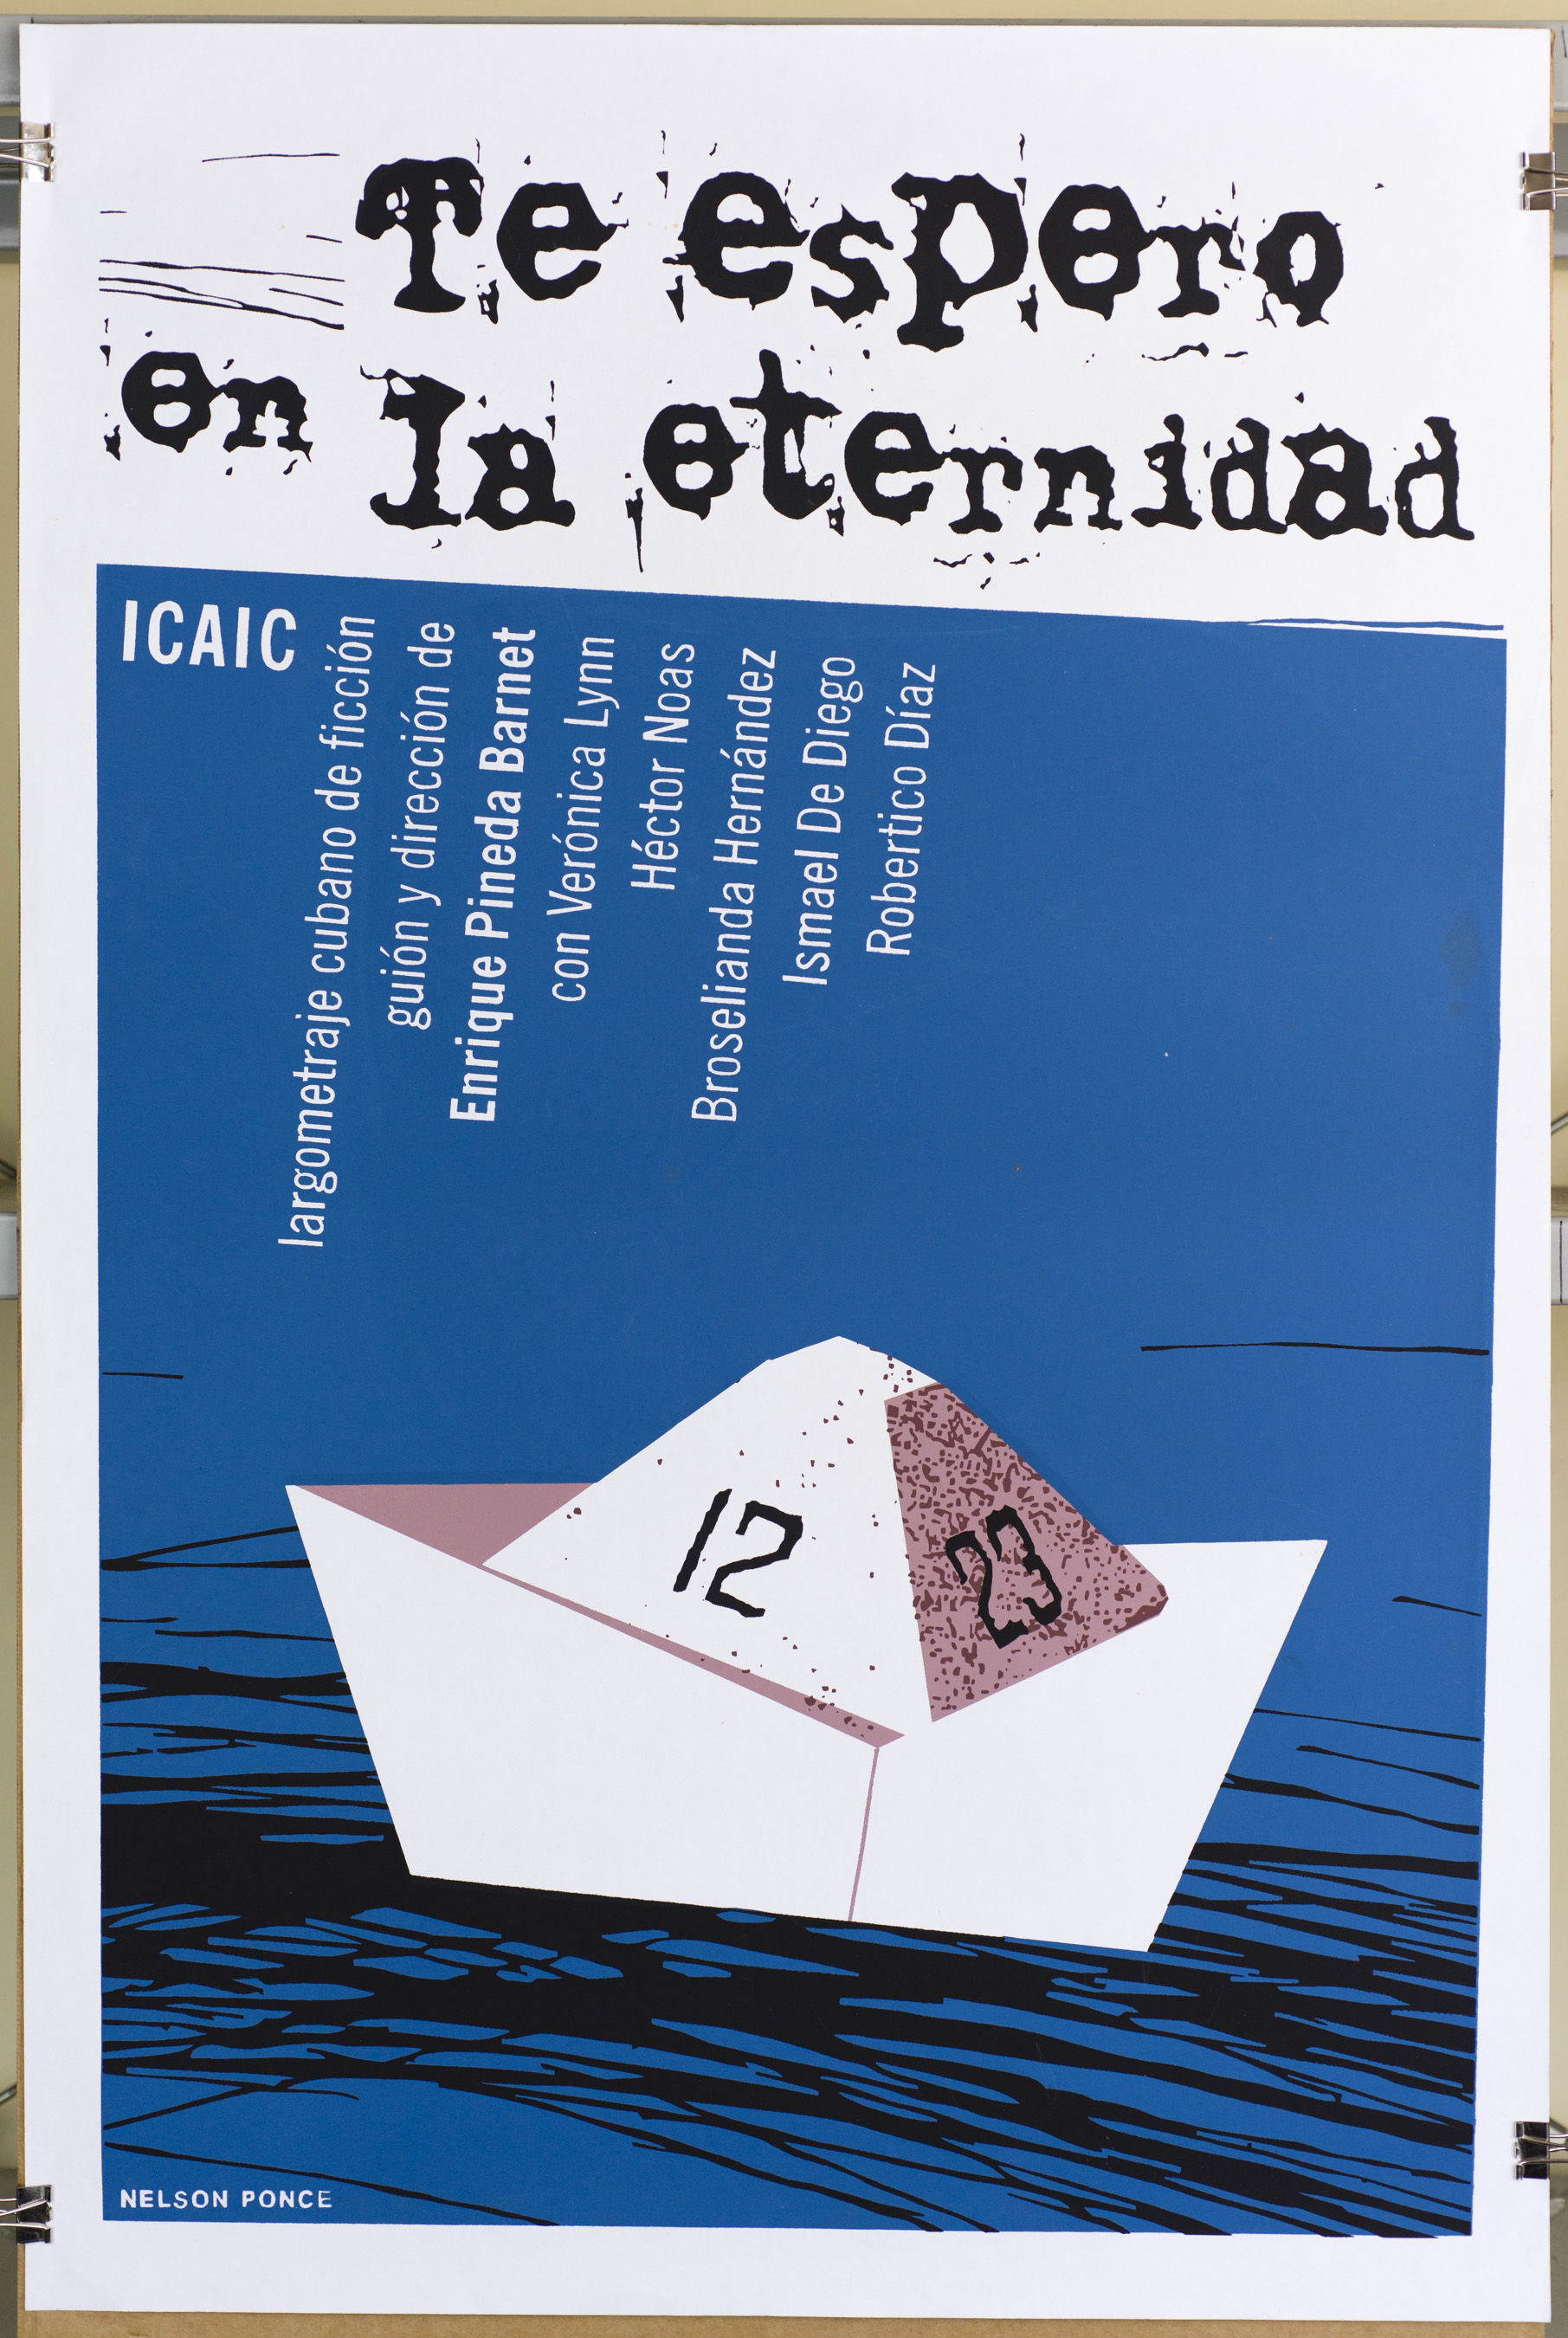 Te espero
en la eternidad
ICAIC
largometraje cubano de ficción
guión y dirección de
Enrique Pineda Barnet
con Verónica Lynn
Héctor Noas
Broselianda Hernández
Ismael De Diego
Robertico Díaz
12
23
NELSON PONCE